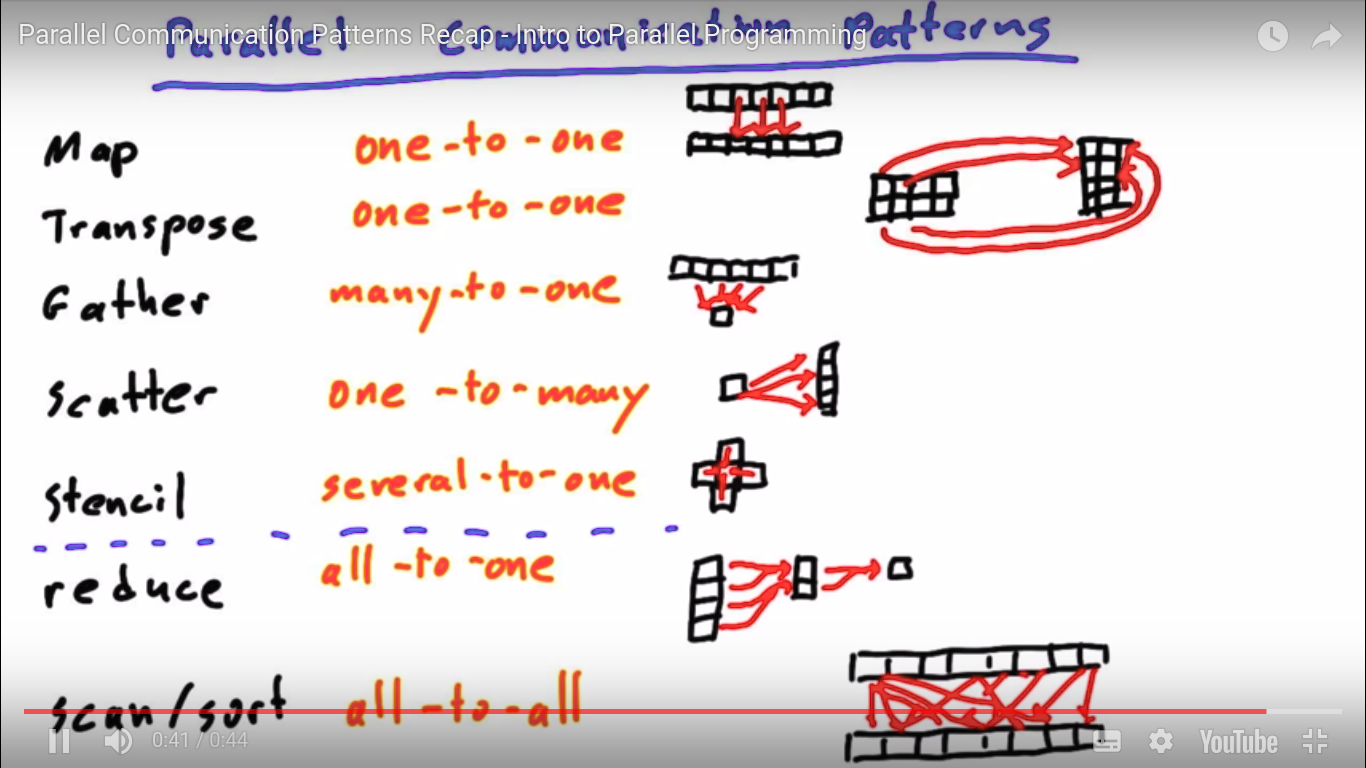 Parallel Communication Patterns Recap - Intro to Parallel Programming
Parallel Communication Patterns
Map one-to-one
Transpose one-to-one
Gather many-to-one
Scatter one-to-many
stencil several-to-one
reduce all-to-one
scan/sort all-to-all
0:41 / 0:44
YouTube